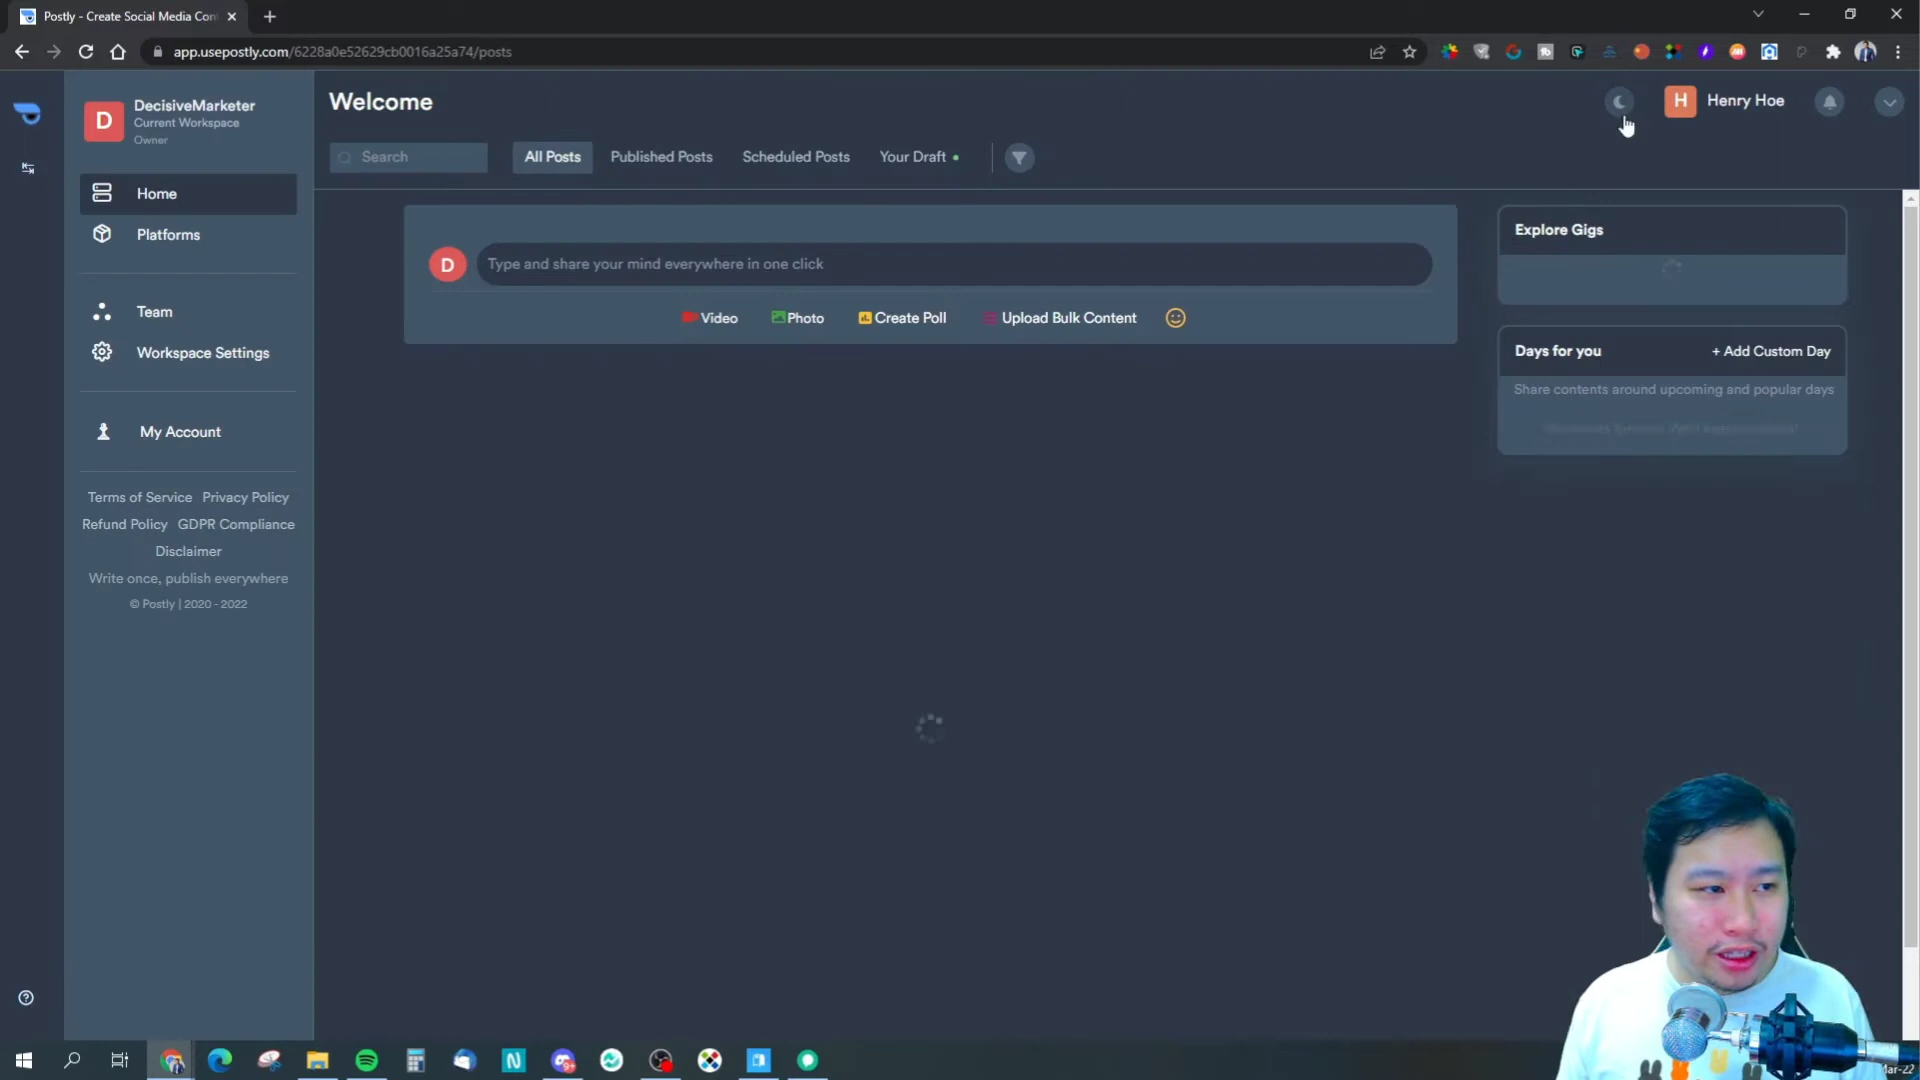 Postly - Create Social Media Con
app.usepostly.com/6228a0e52629cb0016a25a74/posts
D
DecisiveMarketer
Current Workspace
Owner
Home
Platforms
Team
Workspace Settings
My Account
Terms of Service Privacy Policy
Refund Policy GDPR Compliance
Disclaimer
Write once, publish everywhere
© Postly | 2020 - 2022
Welcome
H
Henry Hoe
Search
All Posts
Published Posts
Scheduled Posts
Your Draft
D
Type and share your mind everywhere in one click
Video
Photo
Create Poll
Upload Bulk Content
Explore Gigs
Days for you
+ Add Custom Day
Share contents around upcoming and popular days